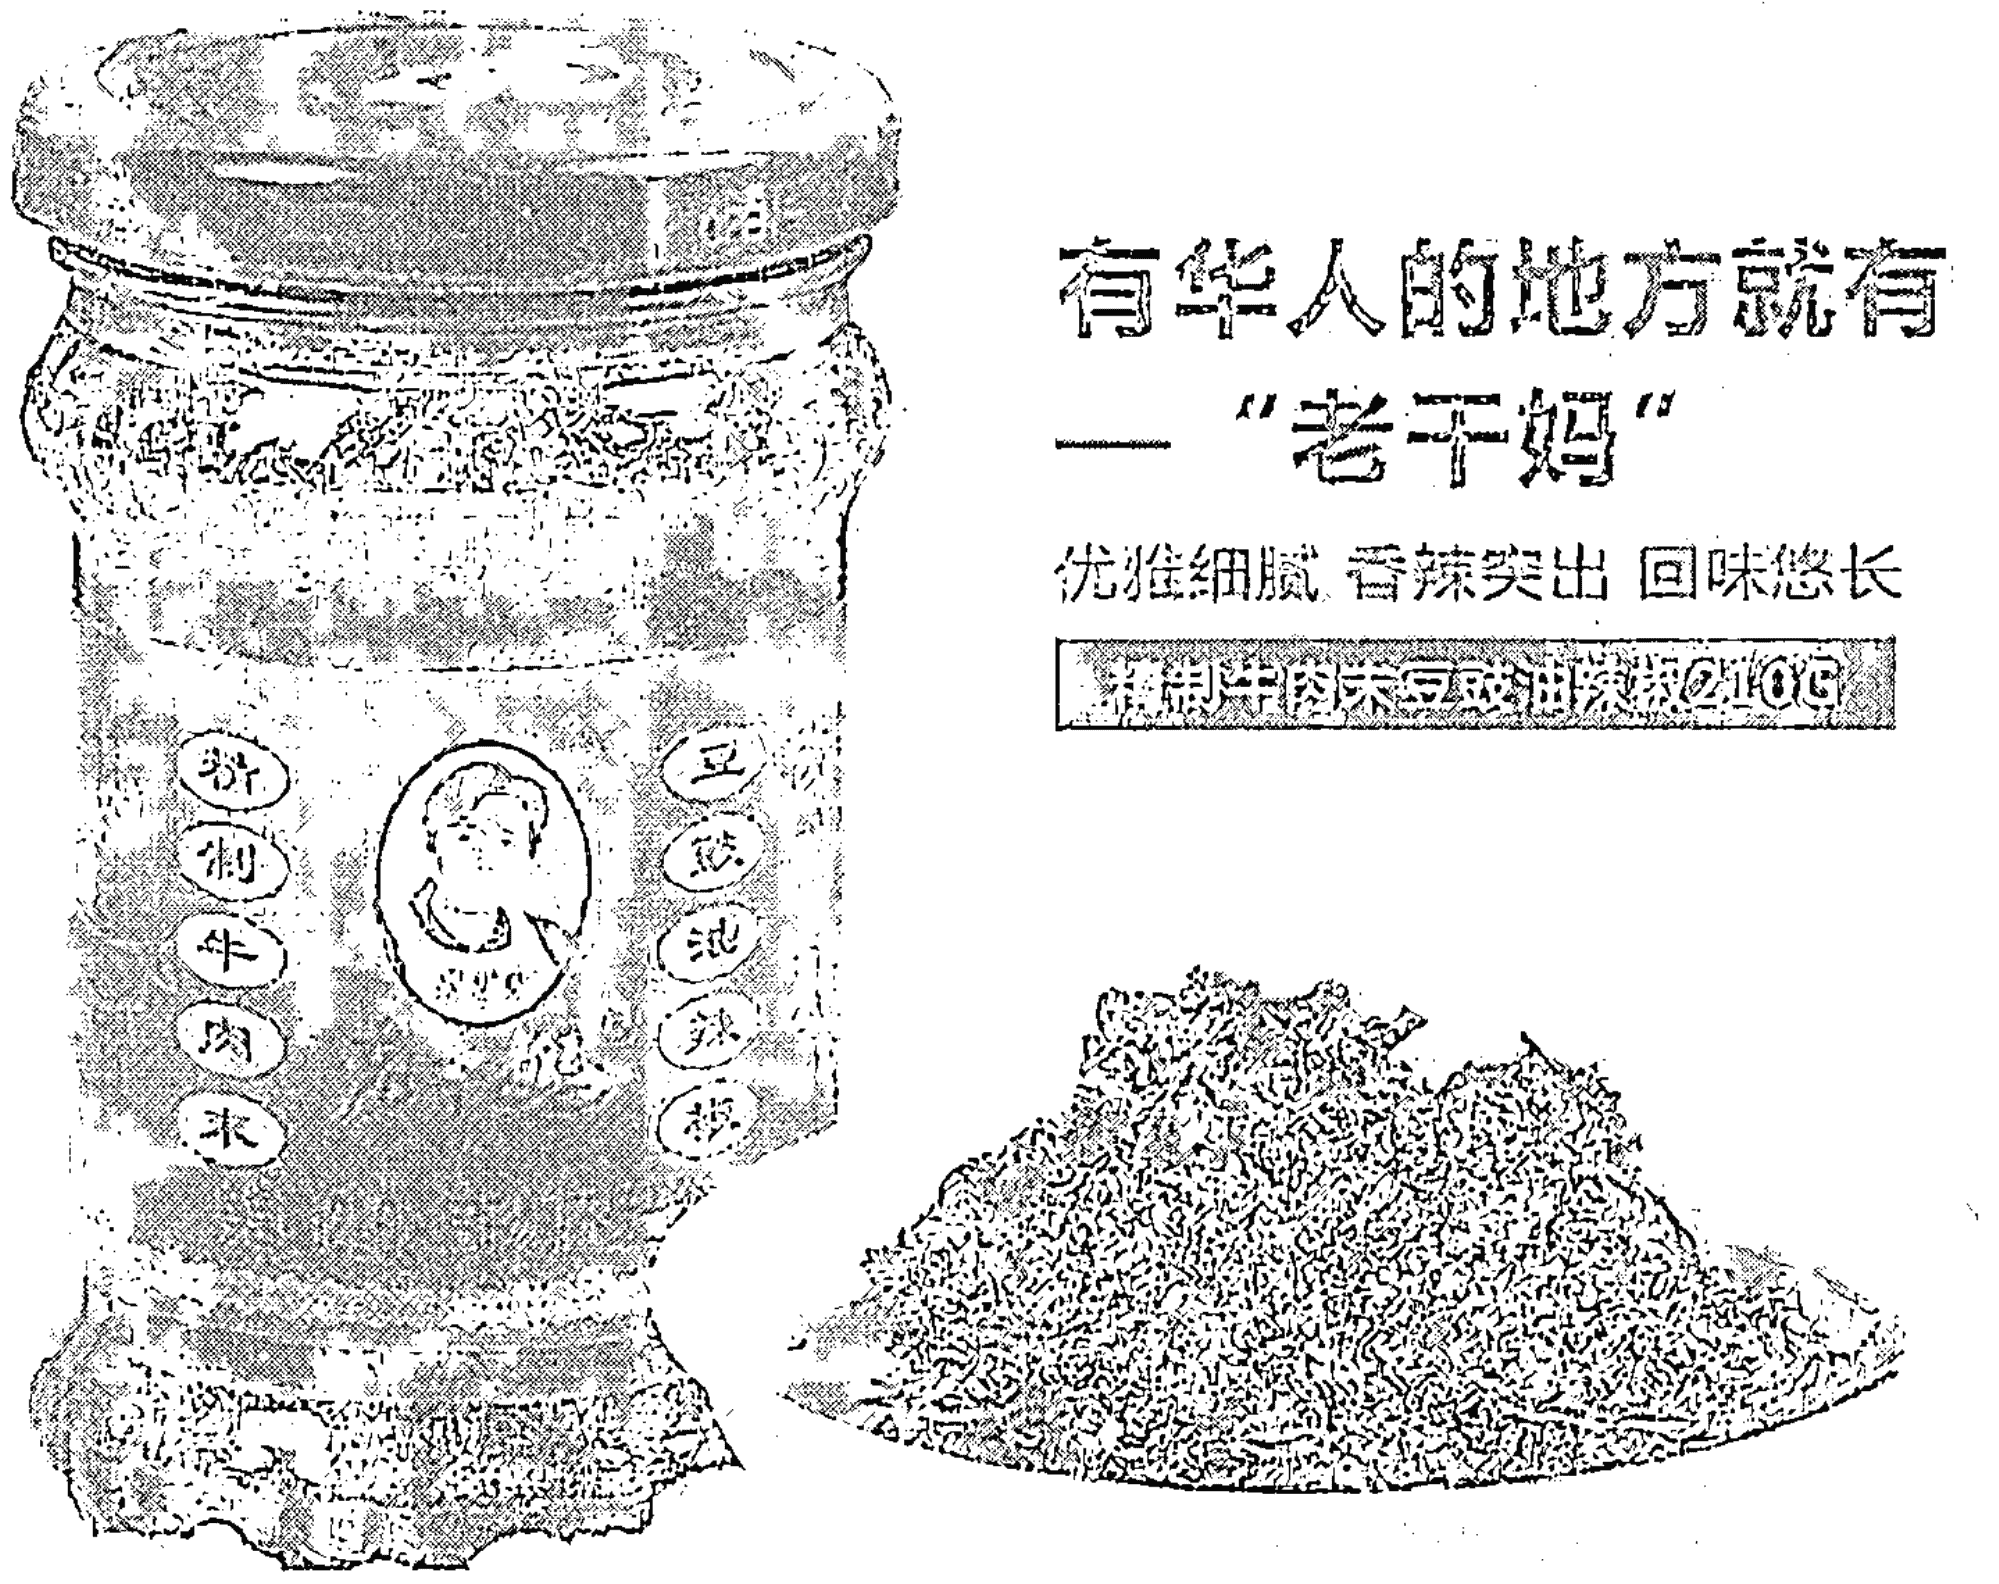 有华人的地方就有
— “老干妈“
优雅细腻 香辣突出 回味悠长
精制牛肉末豆豉油辣椒210G
精制牛肉末
豆豉油辣椒